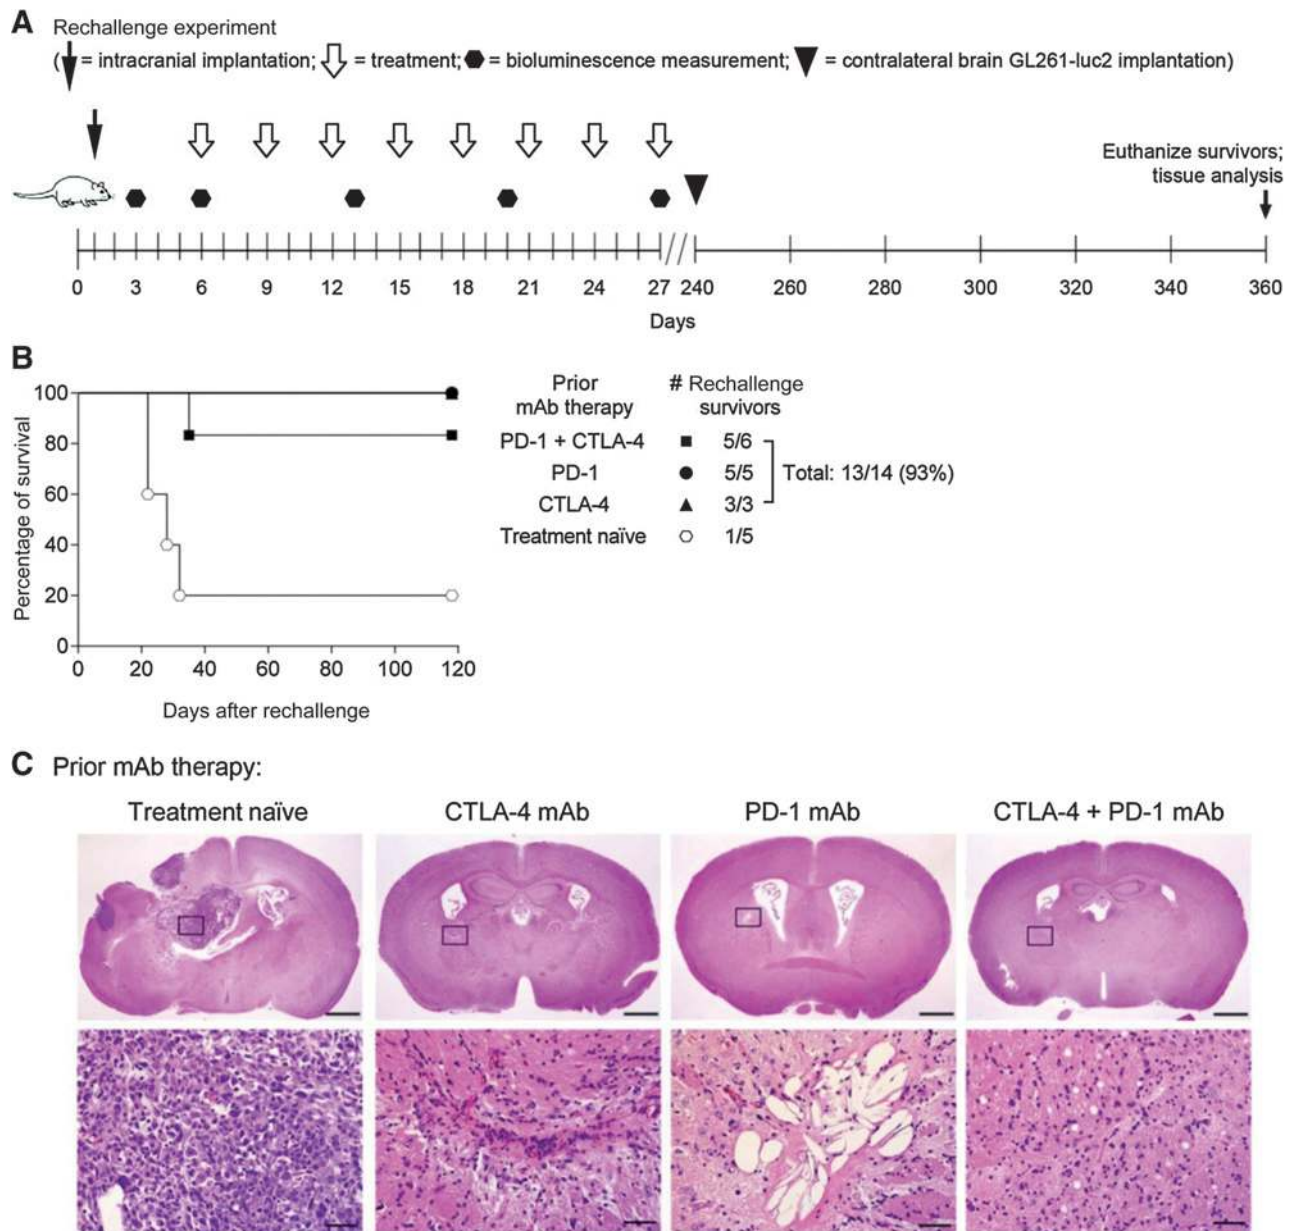 A Rechallenge experiment
( = intracranial implantation; = treatment; = bioluminescence measurement; = contralateral brain GL261-luc2 implantation)
Euthanize survivors;
tissue analysis
0 3 6 9 12 15 18 21 24 27 240 260 280 300 320 340 360
Days
B
Percentage of survival
100
80
60
40
20
0
0 20 40 60 80 100 120
Days after rechallenge
Prior # Rechallenge
mAb therapy survivors
PD-1 + CTLA-4 5/6
PD-1 5/5 Total: 13/14 (93%)
CTLA-4 3/3
Treatment naïve 1/5
C Prior mAb therapy:
Treatment naïve CTLA-4 mAb PD-1 mAb CTLA-4 + PD-1 mAb